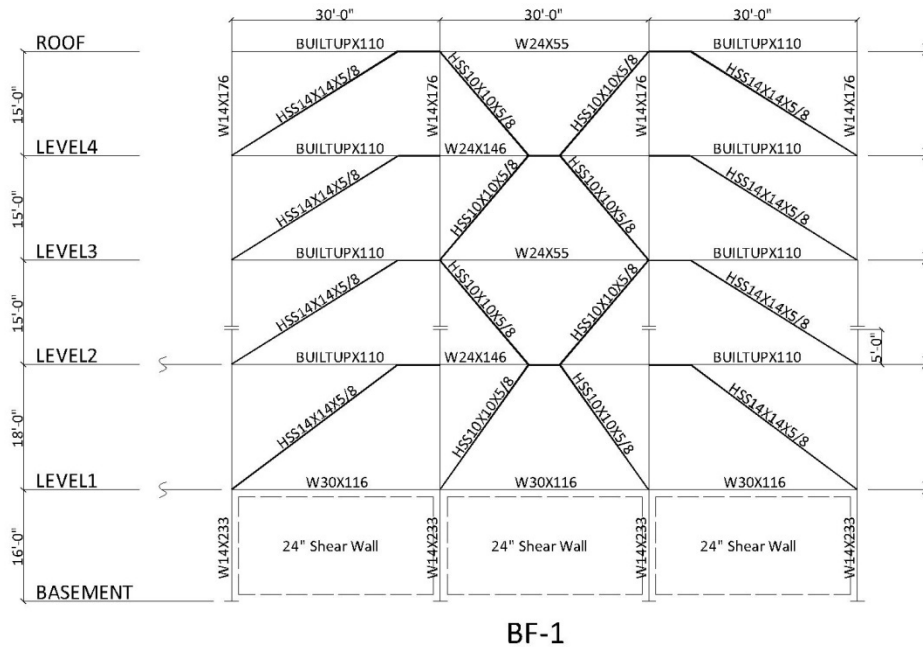 30'-0" 30'-0" 30'-0"
ROOF BUILTUPX110 W24X55 BUILTUPX110
15'-0" W14X176 HSS14X14X5/8 W14X176 HSS10X10X5/8 HSS10X10X5/8 W14X176 HSS14X14X5/8 W14X176
LEVEL4 BUILTUPX110 W24X146 BUILTUPX110
15'-0" HSS14X14X5/8 HSS10X10X5/8 HSS10X10X5/8 HSS14X14X5/8
LEVEL3 BUILTUPX110 W24X55 BUILTUPX110
15'-0" HSS14X14X5/8 HSS10X10X5/8 HSS10X10X5/8 HSS14X14X5/8 5'-0"
LEVEL2 BUILTUPX110 W24X146 BUILTUPX110
18'-0" HSS14X14X5/8 HSS10X10X5/8 HSS10X10X5/8 HSS14X14X5/8
LEVEL1 W30X116 W30X116 W30X116
16'-0" W14X233 24" Shear Wall W14X233 24" Shear Wall W14X233 24" Shear Wall W14X233
BASEMENT
BF-1